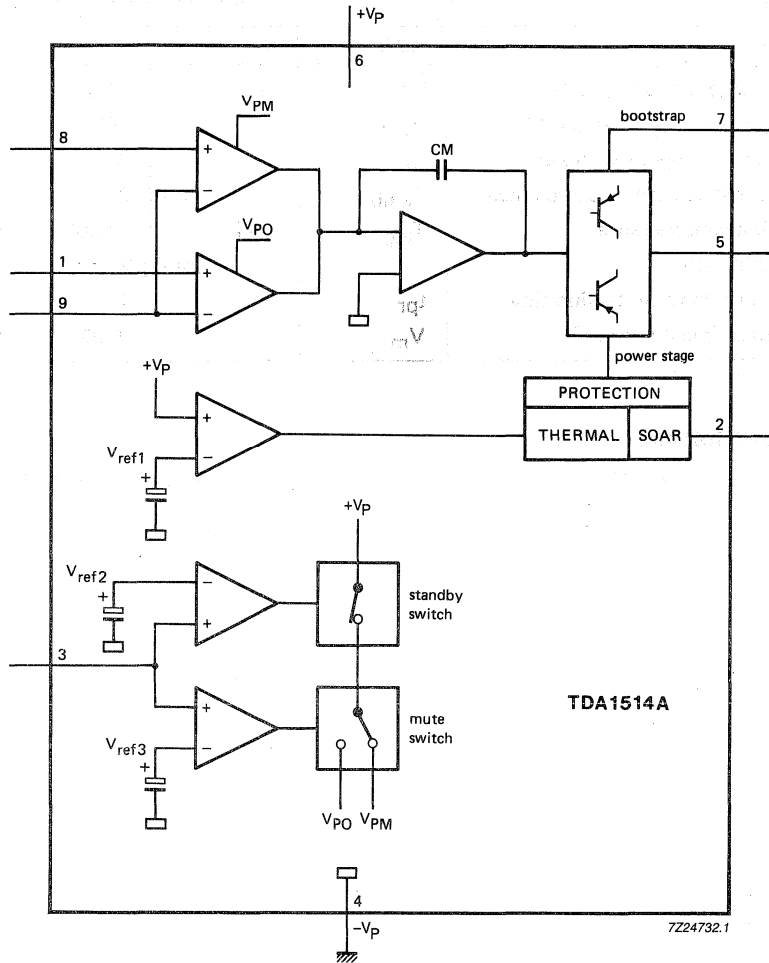 +VP
6
VPM
bootstrap
7
8
CM
VPO
1
5
9
power stage
+VP
PROTECTION
THERMAL
SOAR
2
Vref1
+
+VP
Vref2
+
standby
switch
3
TDA1514A
mute
switch
Vref3
+
VPO VPM
4
-VP
7Z24732.1